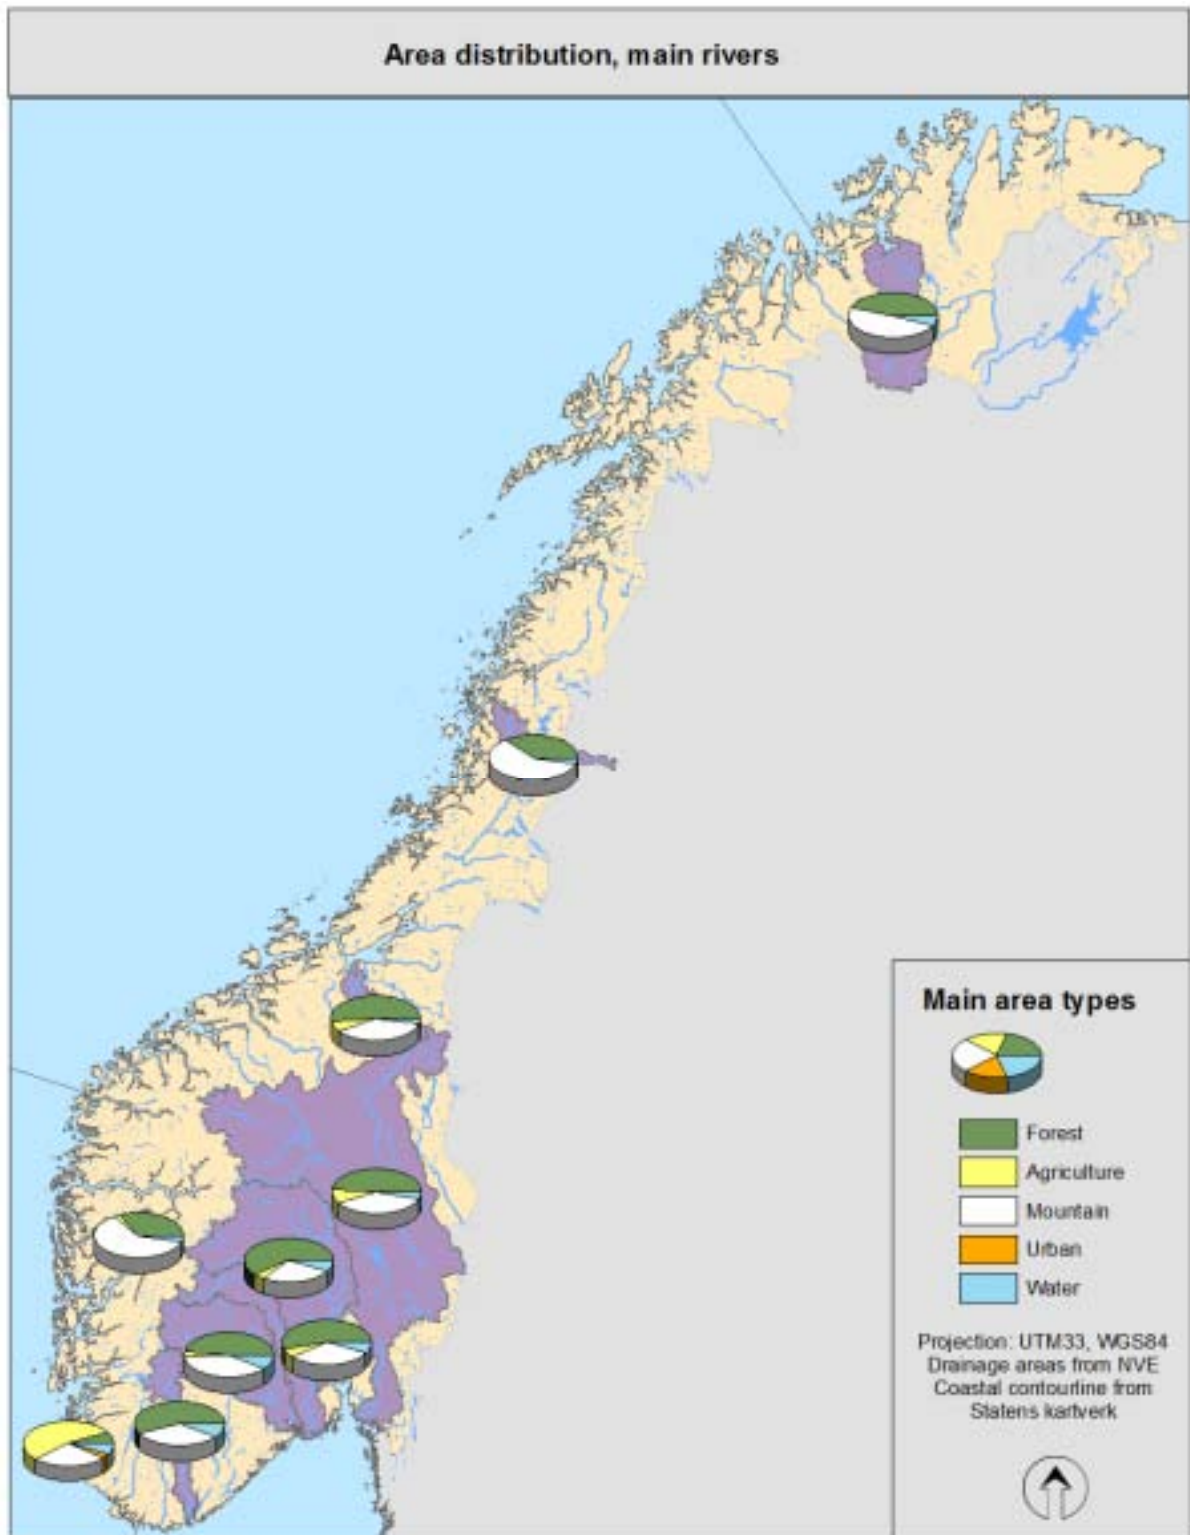 Area distribution, main rivers
Main area types
Forest
Agriculture
Mountain
Urban
Water
Projection: UTM33, WGS84
Drainage areas from NVE
Coastal contourline from
Statens kartverk